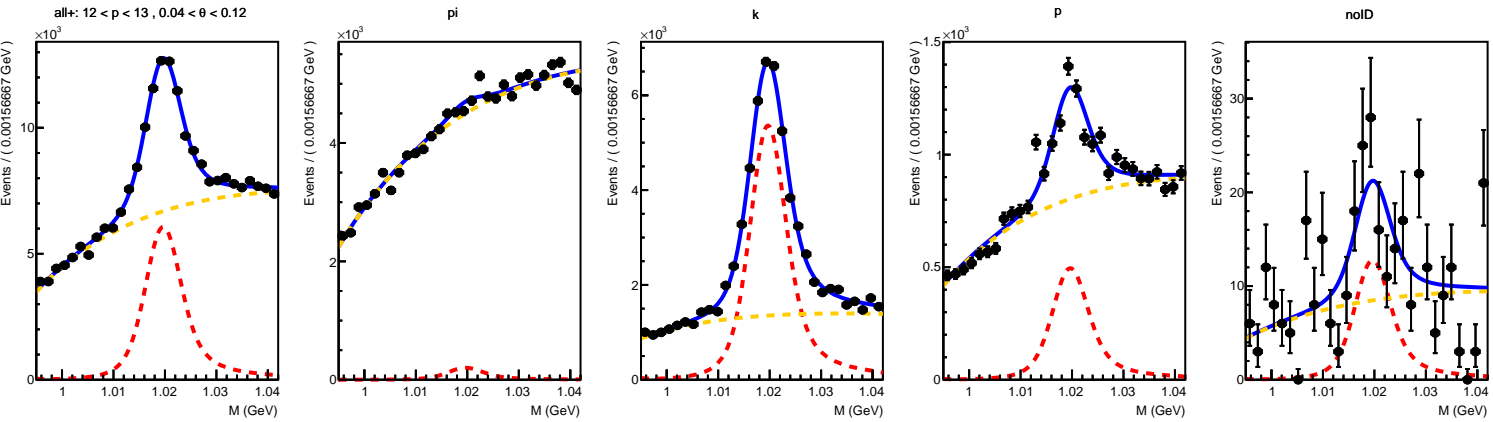 all+: 12 < p < 13 , 0.04 < θ < 0.12
×10³
Events / ( 0.00156667 GeV )
10
5
0
1 1.01 1.02 1.03 1.04
M (GeV)
pi
×10³
Events / ( 0.00156667 GeV )
4
2
0
1 1.01 1.02 1.03 1.04
M (GeV)
k
×10³
Events / ( 0.00156667 GeV )
6
4
2
0
1 1.01 1.02 1.03 1.04
M (GeV)
p
×10³
Events / ( 0.00156667 GeV )
1.5
1
0.5
0
1 1.01 1.02 1.03 1.04
M (GeV)
noID
Events / ( 0.00156667 GeV )
30
20
10
0
1 1.01 1.02 1.03 1.04
M (GeV)